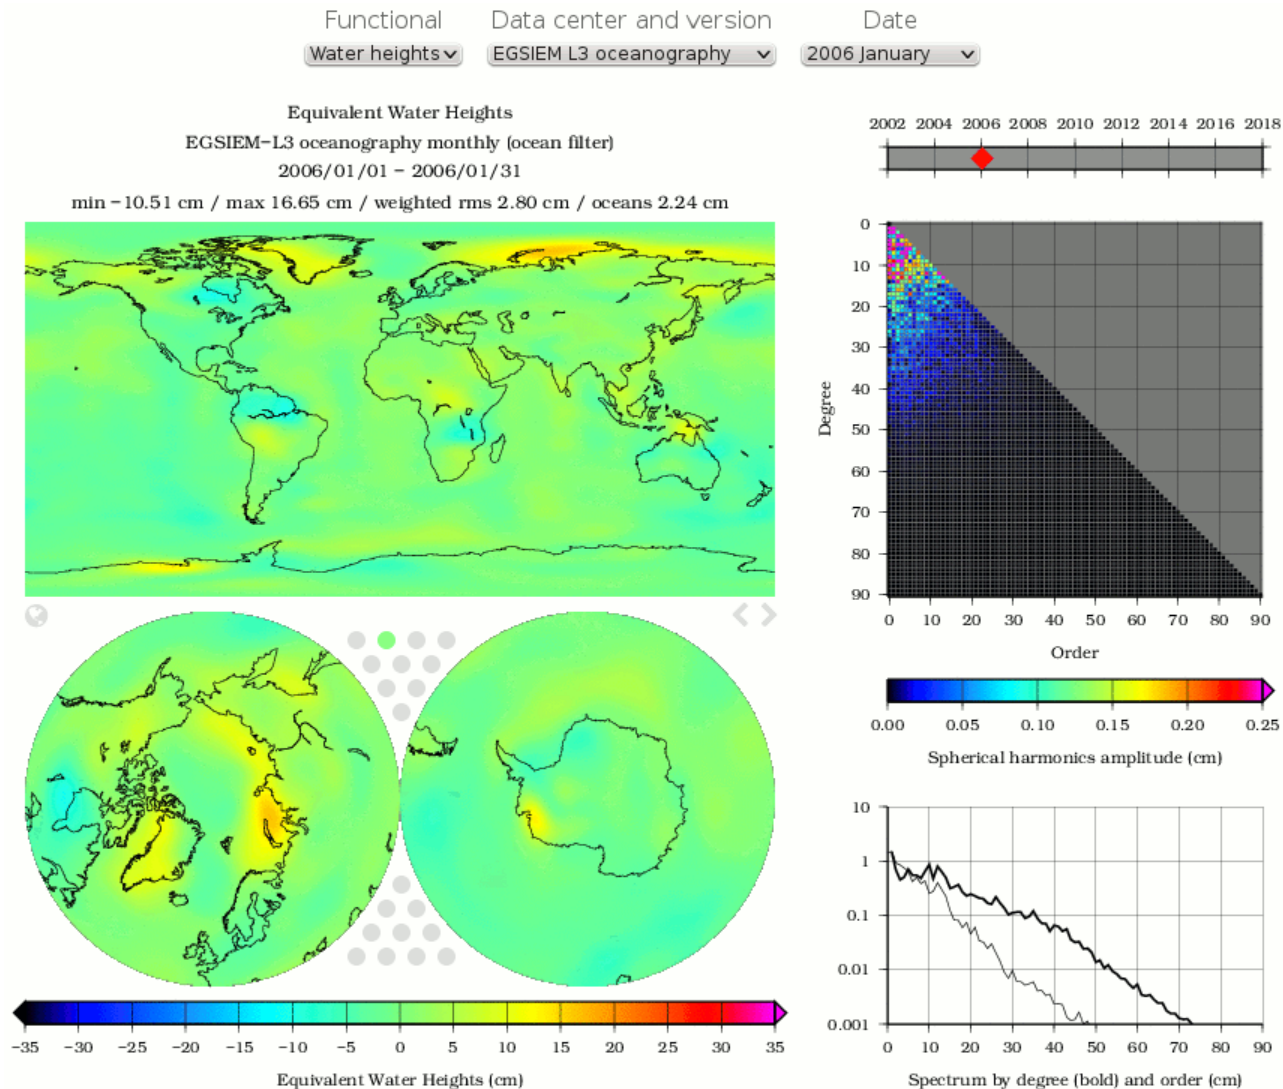 Functional Data center and version Date
Water heights EGSIEM L3 oceanography 2006 January
Equivalent Water Heights
EGSIEM-L3 oceanography monthly (ocean filter)
2006/01/01 - 2006/01/31
min -10.51 cm / max 16.65 cm / weighted rms 2.80 cm / oceans 2.24 cm
2002 2004 2006 2008 2010 2012 2014 2016 2018
0
10
20
30
40
50
60
70
80
90
Degree
0 10 20 30 40 50 60 70 80 90
Order
0.00 0.05 0.10 0.15 0.20 0.25
Spherical harmonics amplitude (cm)
10
1
0.1
0.01
0.001
0 10 20 30 40 50 60 70 80 90
Spectrum by degree (bold) and order (cm)
-35 -30 -25 -20 -15 -10 -5 0 5 10 15 20 25 30 35
Equivalent Water Heights (cm)